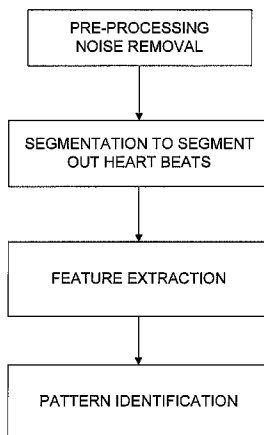 PRE-PROCESSING
NOISE REMOVAL
SEGMENTATION TO SEGMENT
OUT HEART BEATS
FEATURE EXTRACTION
PATTERN IDENTIFICATION